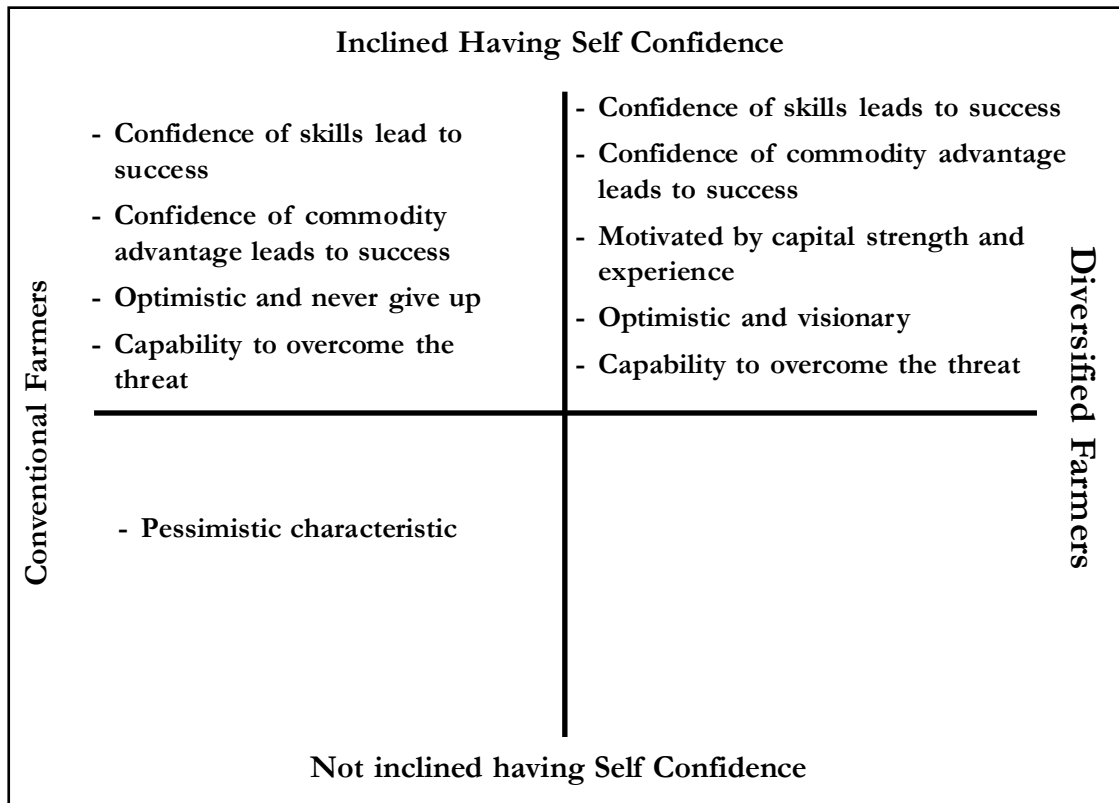 Inclined Having Self Confidence
Conventional Farmers
- Confidence of skills lead to
success
- Confidence of commodity
advantage leads to success
- Optimistic and never give up
- Capability to overcome the
threat
- Confidence of skills leads to success
- Confidence of commodity advantage
leads to success
- Motivated by capital strength and
experience
- Optimistic and visionary
- Capability to overcome the threat
Diversified Farmers
- Pessimistic characteristic
Not inclined having Self Confidence